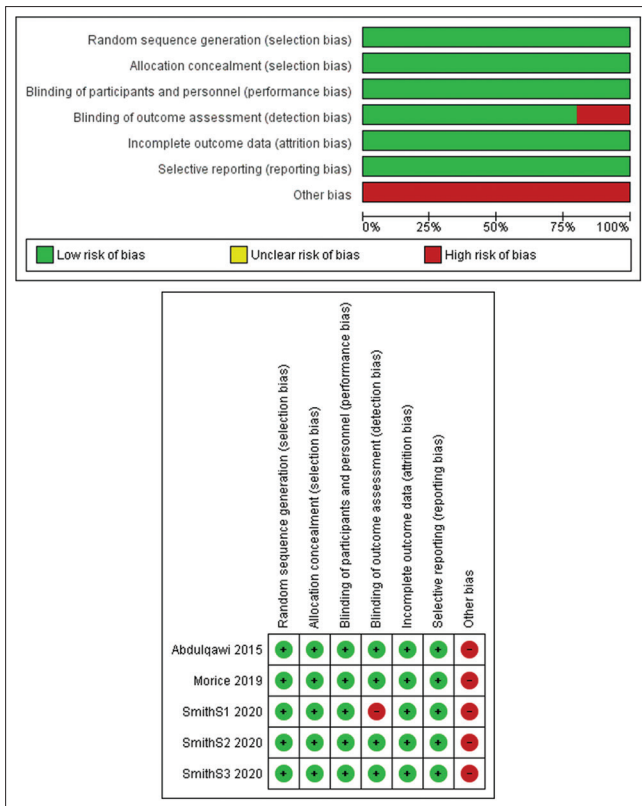 Random sequence generation (selection bias)
Allocation concealment (selection bias)
Blinding of participants and personnel (performance bias)
Blinding of outcome assessment (detection bias)
Incomplete outcome data (attrition bias)
Selective reporting (reporting bias)
Other bias
0% 25% 50% 75% 100%
Low risk of bias Unclear risk of bias High risk of bias
Random sequence generation (selection bias)
Allocation concealment (selection bias)
Blinding of participants and personnel (performance bias)
Blinding of outcome assessment (detection bias)
Incomplete outcome data (attrition bias)
Selective reporting (reporting bias)
Other bias
Abdulqawi 2015 + + + + + + -
Morice 2019 + + + + + + -
SmithS1 2020 + + + - + + -
SmithS2 2020 + + + + + + -
SmithS3 2020 + + + + + + -